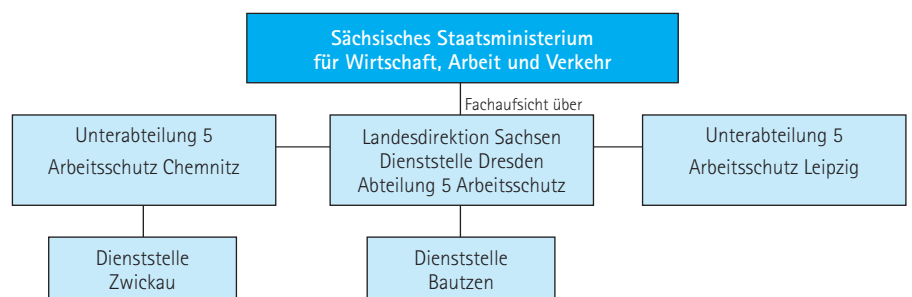 Sächsisches Staatsministerium
für Wirtschaft, Arbeit und Verkehr
Fachaufsicht über
Unterabteilung 5
Arbeitsschutz Chemnitz
Landesdirektion Sachsen
Dienststelle Dresden
Abteilung 5 Arbeitsschutz
Unterabteilung 5
Arbeitsschutz Leipzig
Dienststelle
Zwickau
Dienststelle
Bautzen